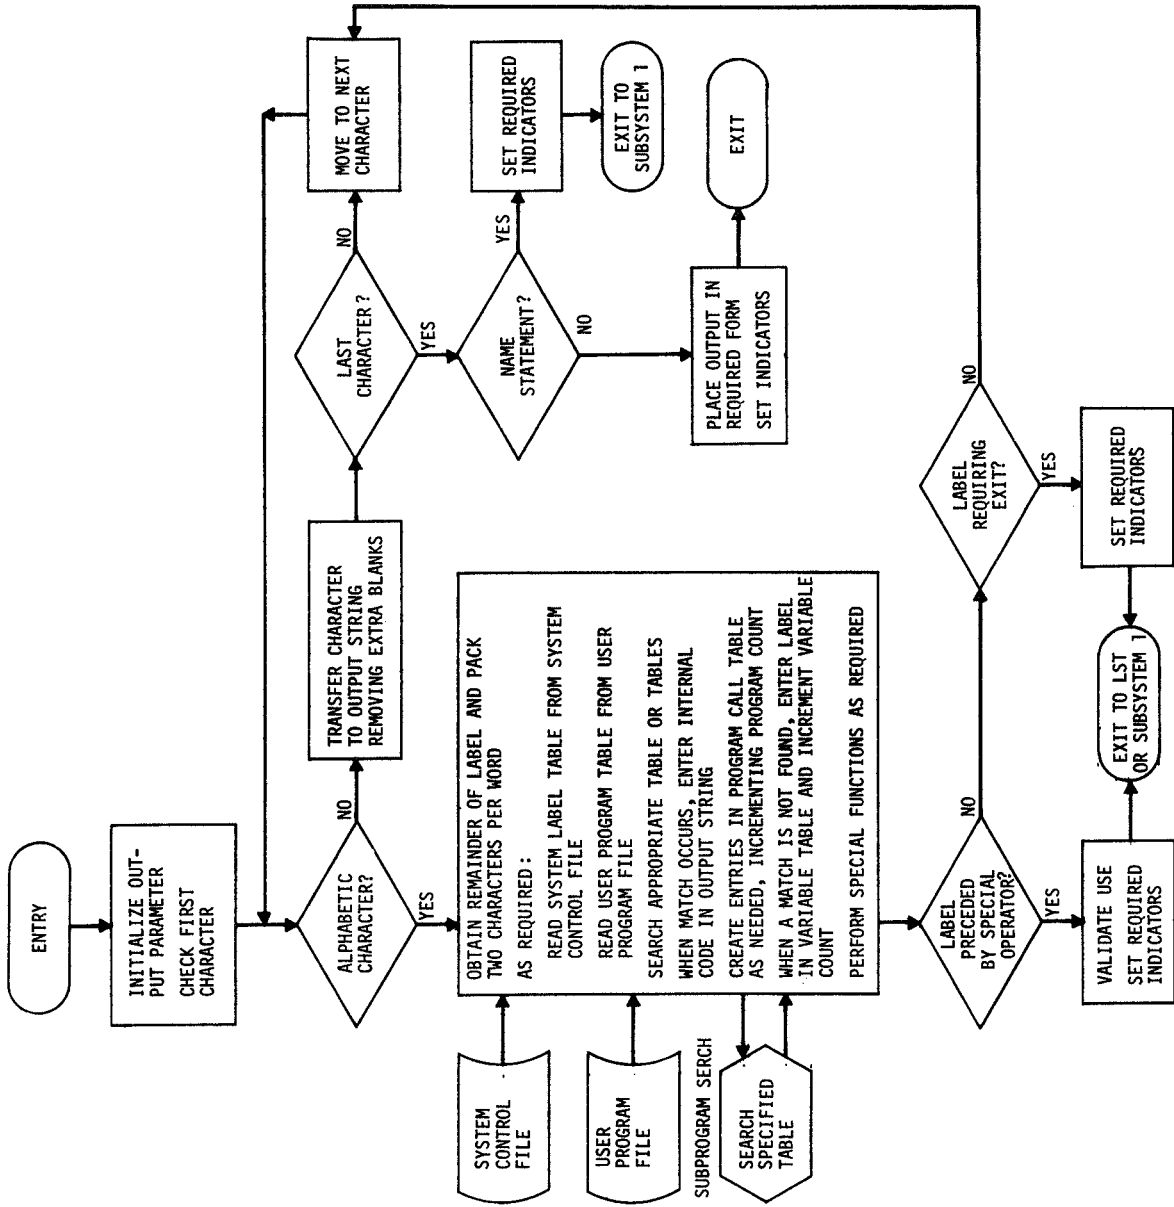 ENTRY
INITIALIZE OUT-
PUT PARAMETER
CHECK FIRST
CHARACTER
ALPHABETIC
CHARACTER?
NO
YES
TRANSFER CHARACTER
TO OUTPUT STRING
REMOVING EXTRA BLANKS
LAST
CHARACTER?
NO
YES
MOVE TO NEXT
CHARACTER
NAME
STATEMENT?
YES
NO
SET REQUIRED
INDICATORS
EXIT TO
SUBSYSTEM 1
PLACE OUTPUT IN
REQUIRED FORM
SET INDICATORS
EXIT
SYSTEM
CONTROL
FILE
USER
PROGRAM
FILE
SUBPROGRAM SERCH
SEARCH
SPECIFIED
TABLE
OBTAIN REMAINDER OF LABEL AND PACK
TWO CHARACTERS PER WORD
AS REQUIRED:
READ SYSTEM LABEL TABLE FROM SYSTEM
CONTROL FILE
READ USER PROGRAM TABLE FROM USER
PROGRAM FILE
SEARCH APPROPRIATE TABLE OR TABLES
WHEN MATCH OCCURS, ENTER INTERNAL
CODE IN OUTPUT STRING
CREATE ENTRIES IN PROGRAM CALL TABLE
AS NEEDED, INCREMENTING PROGRAM COUNT
WHEN A MATCH IS NOT FOUND, ENTER LABEL
IN VARIABLE TABLE AND INCREMENT VARIABLE
COUNT
PERFORM SPECIAL FUNCTIONS AS REQUIRED
LABEL
PRECEDED
BY SPECIAL
OPERATOR?
NO
YES
LABEL
REQUIRING
EXIT?
NO
YES
VALIDATE USE
SET REQUIRED
INDICATORS
EXIT TO LST
OR SUBSYSTEM 1
SET REQUIRED
INDICATORS